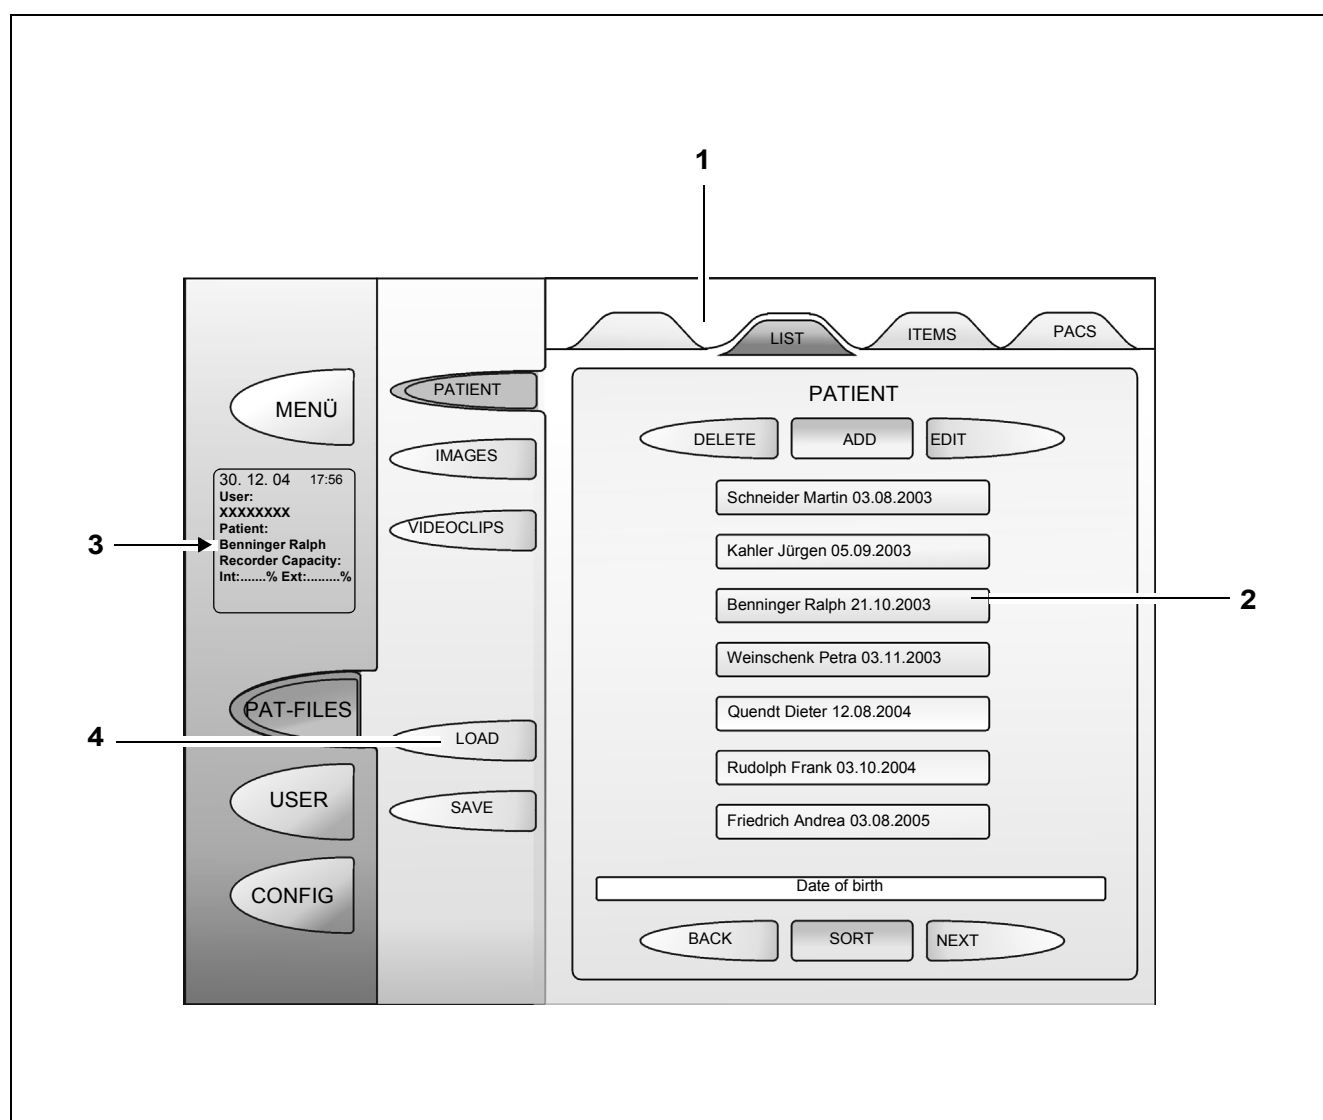 1
LIST
ITEMS
PACS
MENÜ
30. 12. 04 17:56
User:
XXXXXXXX
Patient:
Benninger Ralph
Recorder Capacity:
Int:.......% Ext:.........%
3
PAT-FILES
4
USER
CONFIG
PATIENT
IMAGES
VIDEOCLIPS
LOAD
SAVE
PATIENT
DELETE
ADD
EDIT
Schneider Martin 03.08.2003
Kahler Jürgen 05.09.2003
Benninger Ralph 21.10.2003
2
Weinschenk Petra 03.11.2003
Quendt Dieter 12.08.2004
Rudolph Frank 03.10.2004
Friedrich Andrea 03.08.2005
Date of birth
BACK
SORT
NEXT